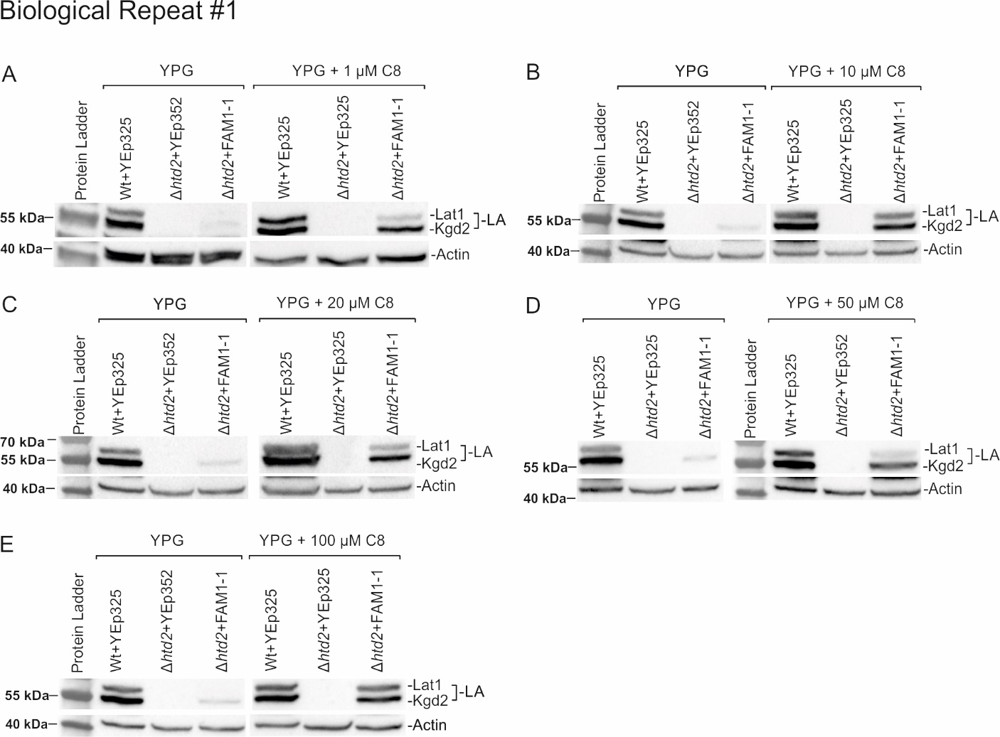 Biological Repeat #1
A
YPG
YPG + 1 µM C8
Protein Ladder
Wt+YEp325
Δhtd2+YEp352
Δhtd2+FAM1-1
Wt+YEp325
Δhtd2+YEp325
Δhtd2+FAM1-1
55 kDa
-Lat1
-Kgd2
-LA
40 kDa
-Actin
B
YPG
YPG + 10 µM C8
Protein Ladder
Wt+YEp325
Δhtd2+YEp352
Δhtd2+FAM1-1
Wt+YEp325
Δhtd2+YEp325
Δhtd2+FAM1-1
55 kDa
-Lat1
-Kgd2
-LA
40 kDa
-Actin
C
YPG
YPG + 20 µM C8
Protein Ladder
Wt+YEp325
Δhtd2+YEp352
Δhtd2+FAM1-1
Wt+YEp325
Δhtd2+YEp325
Δhtd2+FAM1-1
70 kDa
55 kDa
-Lat1
-Kgd2
-LA
40 kDa
-Actin
D
YPG
YPG + 50 µM C8
Wt+YEp325
Δhtd2+YEp325
Δhtd2+FAM1-1
Protein Ladder
Wt+YEp325
Δhtd2+YEp352
Δhtd2+FAM1-1
55 kDa
-Lat1
-Kgd2
-LA
40 kDa
-Actin
E
YPG
YPG + 100 µM C8
Protein Ladder
Wt+YEp325
Δhtd2+YEp352
Δhtd2+FAM1-1
Wt+YEp325
Δhtd2+YEp325
Δhtd2+FAM1-1
55 kDa
-Lat1
-Kgd2
-LA
40 kDa
-Actin